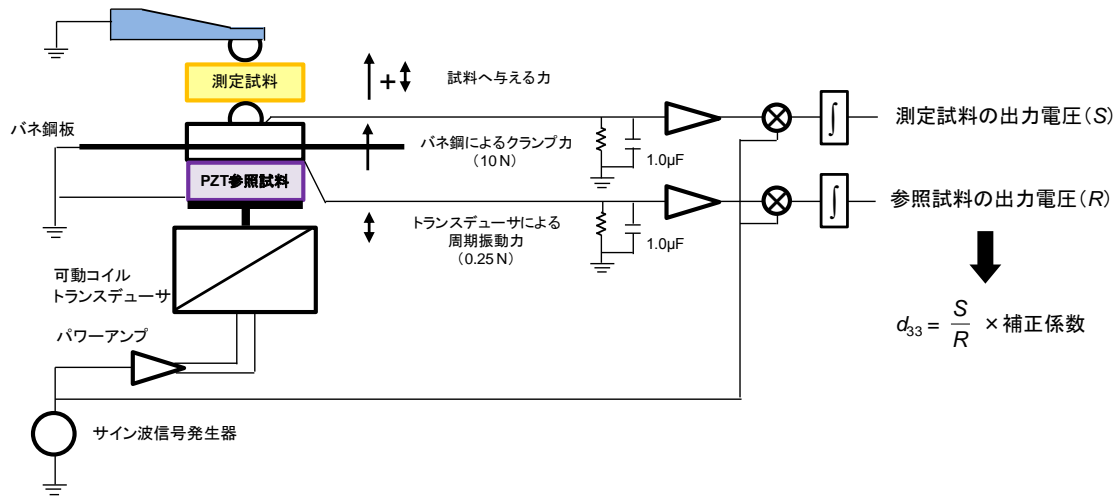 測定試料
試料へ与える力
バネ鋼板
バネ鋼によるクランプ力
(10 N)
1.0μF
測定試料の出力電圧(S)
PZT参照試料
トランスデューサによる
周期振動力
(0.25 N)
1.0μF
参照試料の出力電圧(R)
可動コイル
トランスデューサ
パワーアンプ
d33 = S/R × 補正係数
サイン波信号発生器